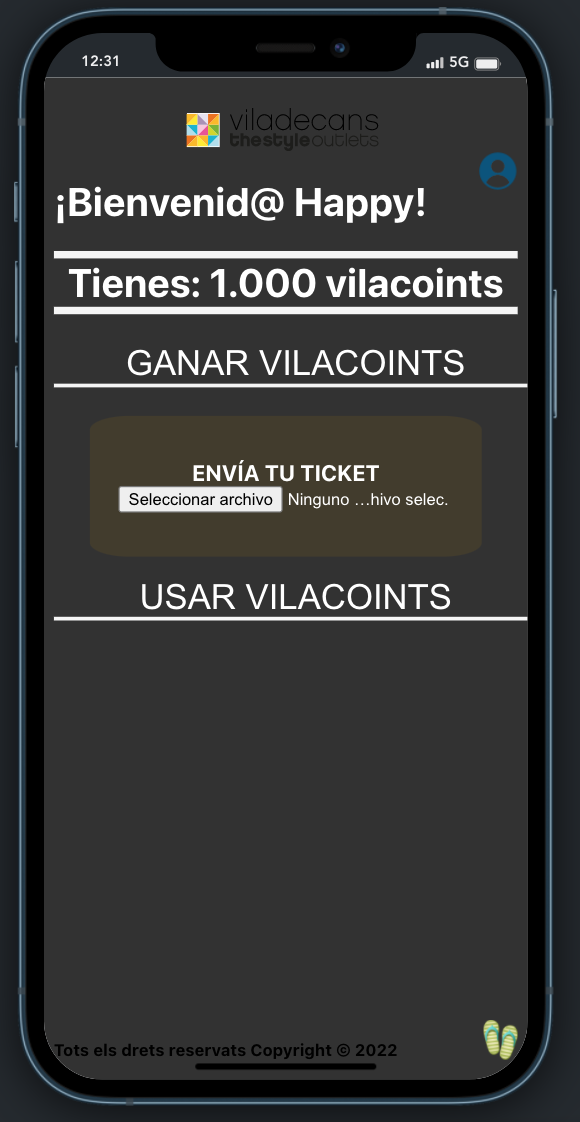 12:31
5G
viladecans
thestyleoutlets
¡Bienvenid@ Happy!
Tienes: 1.000 vilacoints
GANAR VILACOINTS
ENVÍA TU TICKET
Seleccionar archivo Ninguno …hivo selec.
USAR VILACOINTS
Tots els drets reservats Copyright © 2022